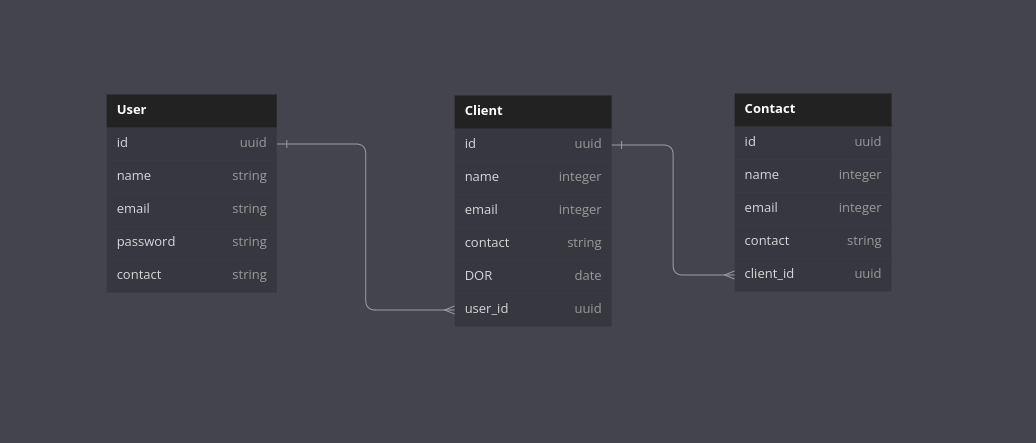 User
id uuid
name string
email string
password string
contact string
Client
id uuid
name integer
email integer
contact string
DOR date
user_id uuid
Contact
id uuid
name integer
email integer
contact string
client_id uuid